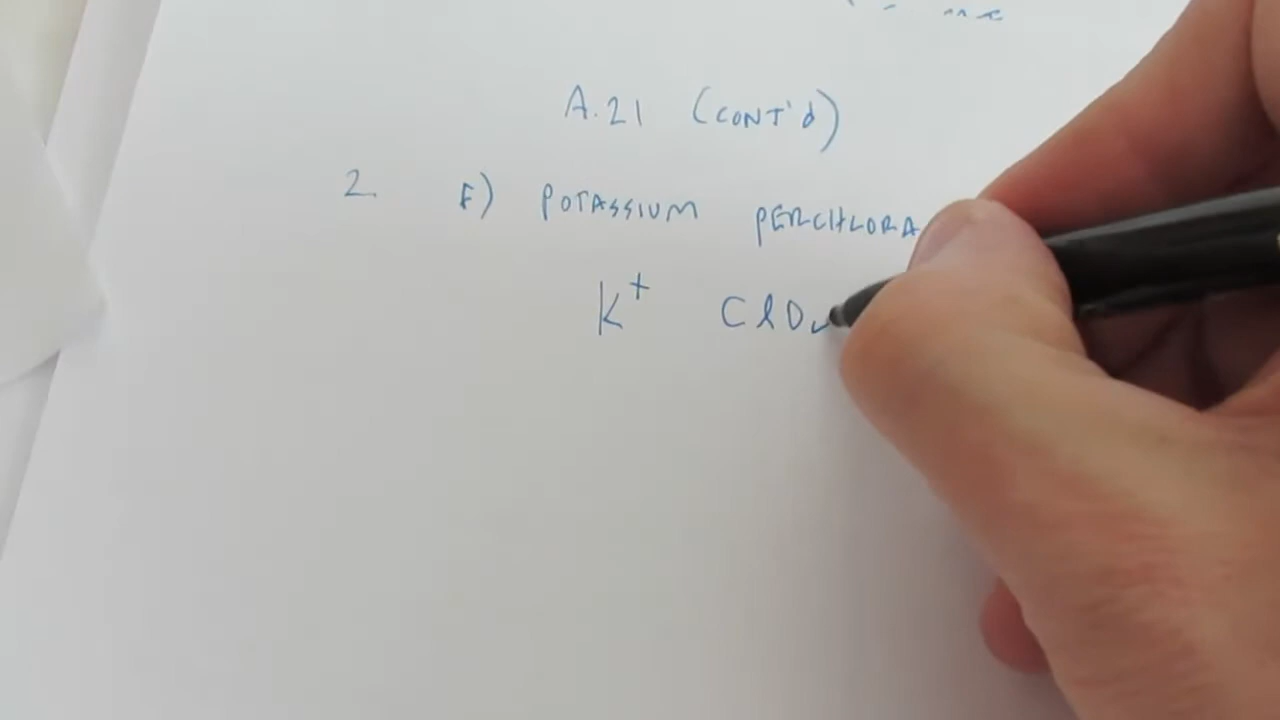 A.21 (CONT'd)
2. F) POTASSIUM PERCHLORA
K⁺ ClO